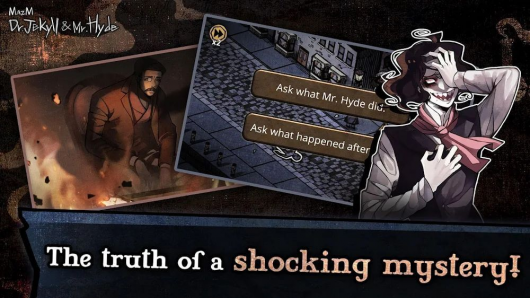 MazM
Dr. Jekyll & Mr. Hyde
x2
Ask what Mr. Hyde did.
Ask what happened after
The truth of a shocking mystery!